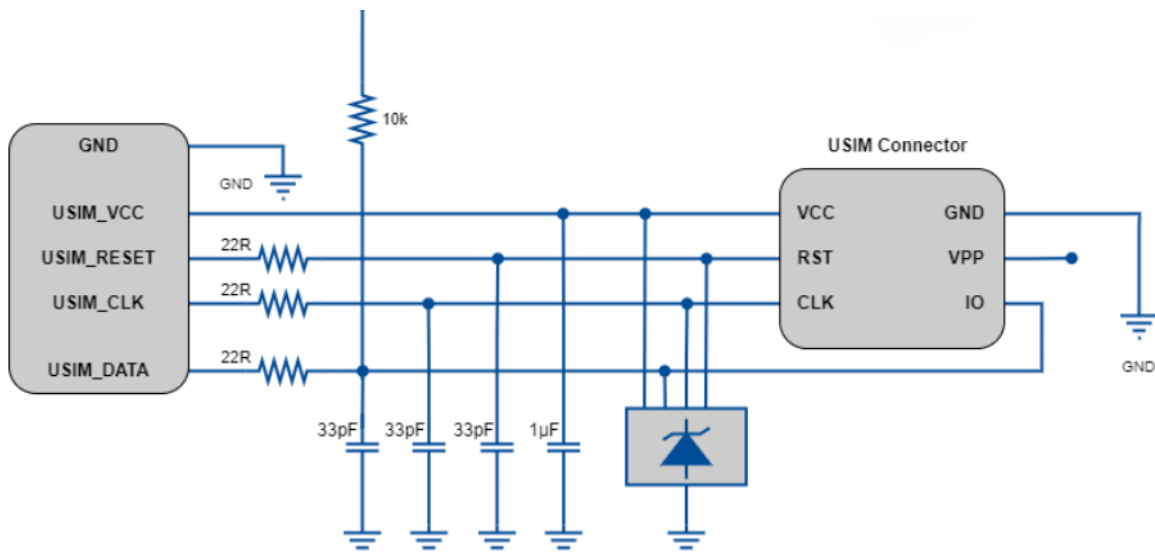 10k
USIM Connector
GND
GND
USIM_VCC
USIM_RESET
USIM_CLK
USIM_DATA
22R
22R
22R
VCC
RST
CLK
GND
VPP
IO
GND
33pF
33pF
33pF
1µF